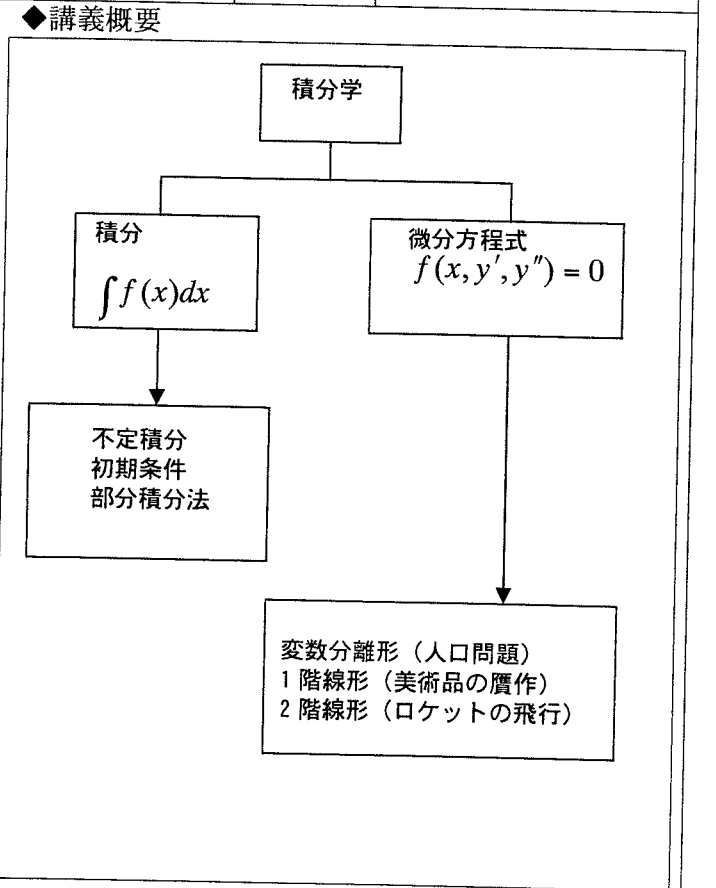 ◆講義概要
積分学
積分
∫f(x)dx
微分方程式
f(x, y′, y″) = 0
不定積分
初期条件
部分積分法
変数分離形（人口問題）
1階線形（美術品の贋作）
2階線形（ロケットの飛行）